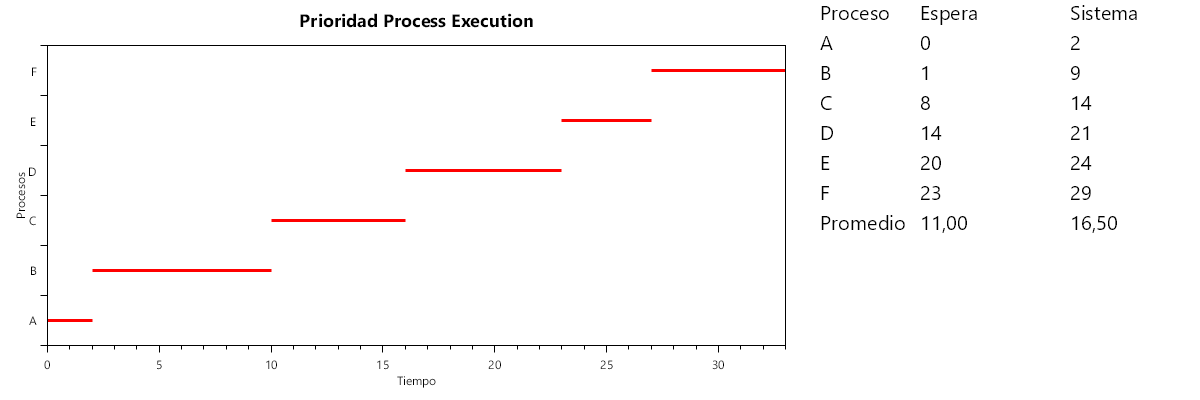 Prioridad Process Execution
F
E
D
C
B
A
Procesos
0 5 10 15 20 25 30
Tiempo
Proceso Espera Sistema
A 0 2
B 1 9
C 8 14
D 14 21
E 20 24
F 23 29
Promedio 11,00 16,50